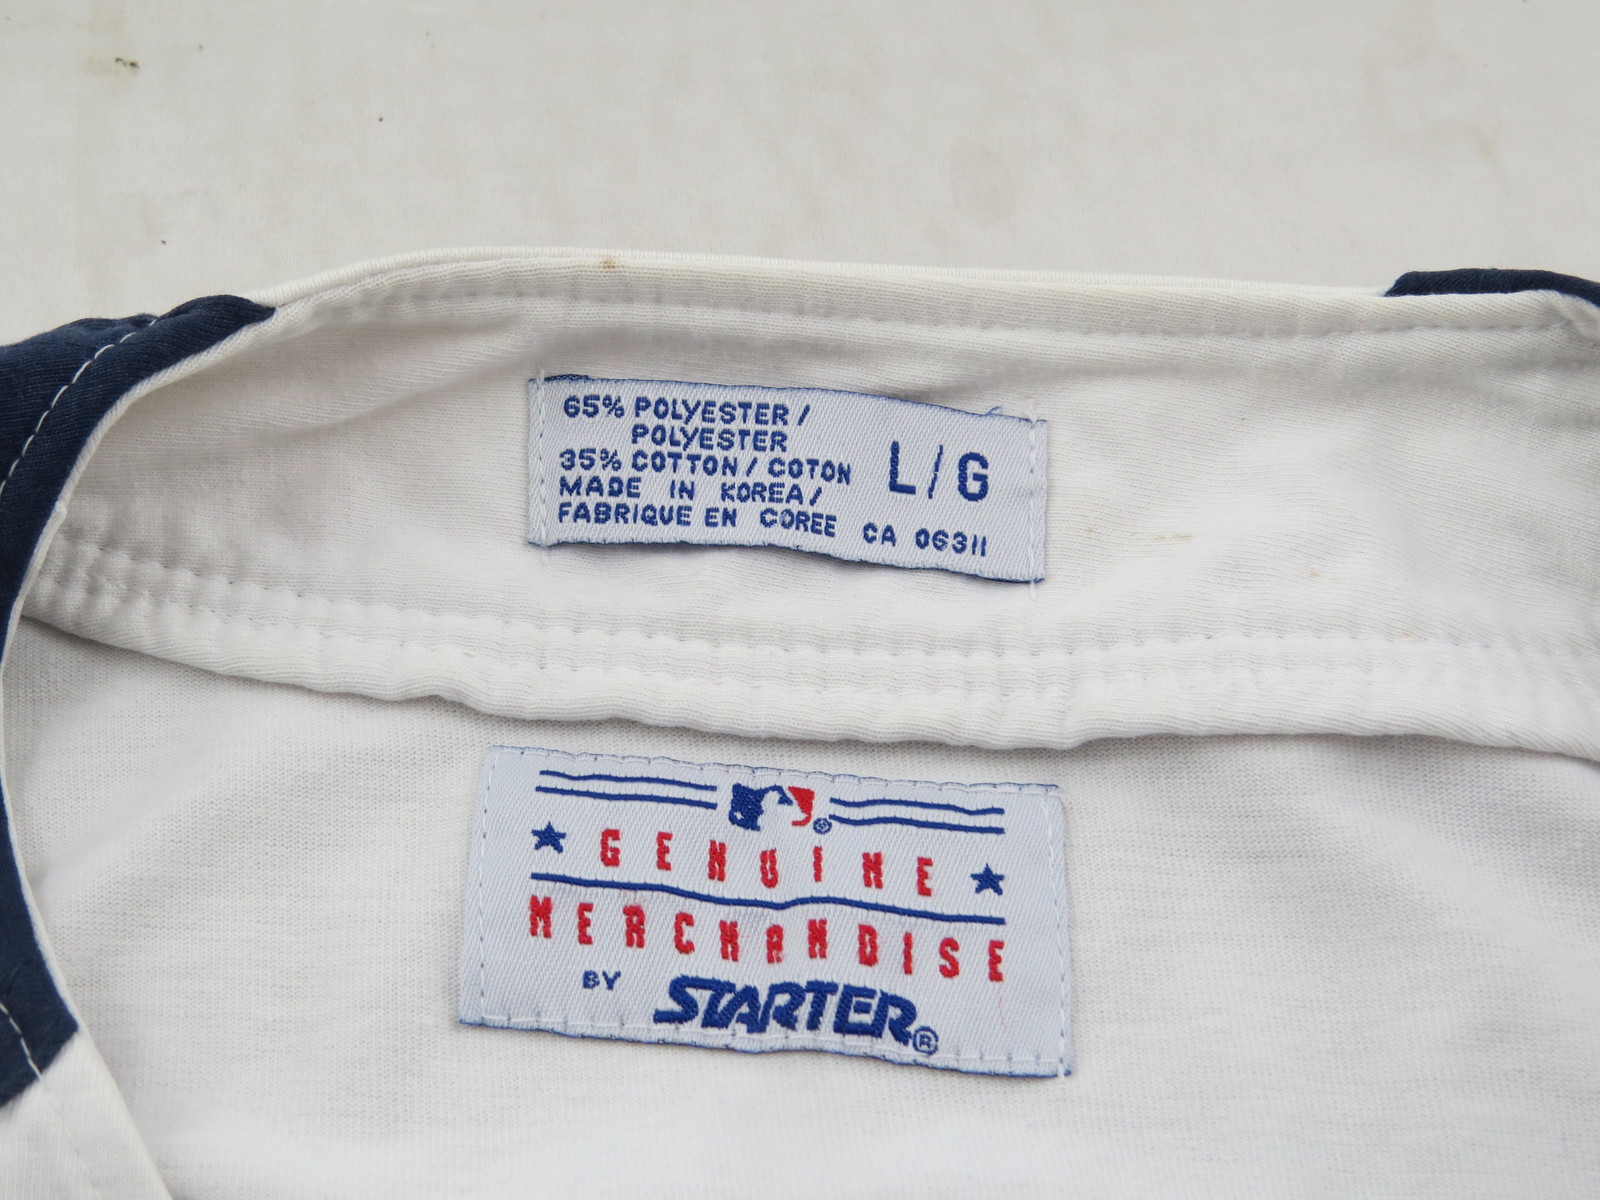 65% POLYESTER/
POLYESTER
35% COTTON/COTON
MADE IN KOREA/
FABRIQUE EN COREE
L/G
CA 06311
GENUINE
MERCHANDISE
BY STARTER®